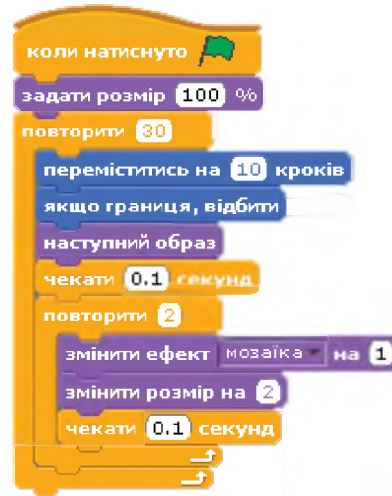 коли натиснуто
задати розмір 100 %
повторити 30
переміститись на 10 кроків
якщо границя, відбити
наступний образ
чекати 0.1 секунд
повторити 2
змінити ефект мозаїка на 1
змінити розмір на 2
чекати 0.1 секунд